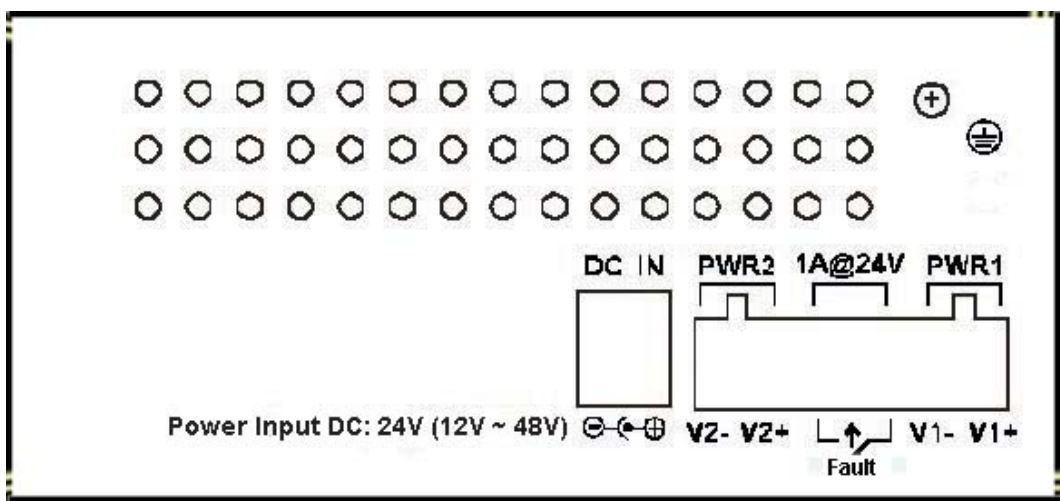 DC IN PWR2 1A@24V PWR1
Power Input DC: 24V (12V ~ 48V) V2- V2+ V1- V1+
Fault